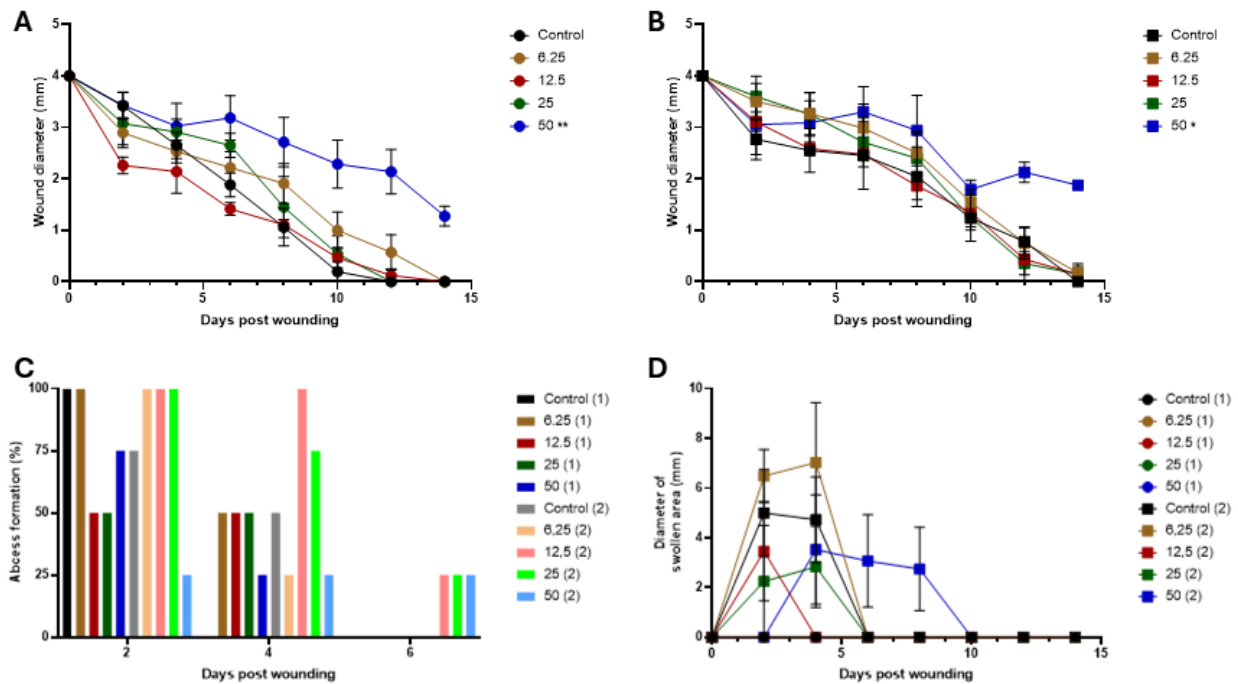 A
Wound diameter (mm)
5
4
3
2
1
0
0 5 10 15
Days post wounding
Control
6.25
12.5
25
50 **
B
Wound diameter (mm)
5
4
3
2
1
0
0 5 10 15
Days post wounding
Control
6.25
12.5
25
50 *
C
Abcess formation (%)
100
75
50
25
0
2 4 6
Days post wounding
Control (1)
6.25 (1)
12.5 (1)
25 (1)
50 (1)
Control (2)
6,25 (2)
12,5 (2)
25 (2)
50 (2)
D
Diameter of
swollen area (mm)
10
8
6
4
2
0
0 5 10 15
Days post wounding
Control (1)
6.25 (1)
12.5 (1)
25 (1)
50 (1)
Control (2)
6,25 (2)
12,5 (2)
25 (2)
50 (2)